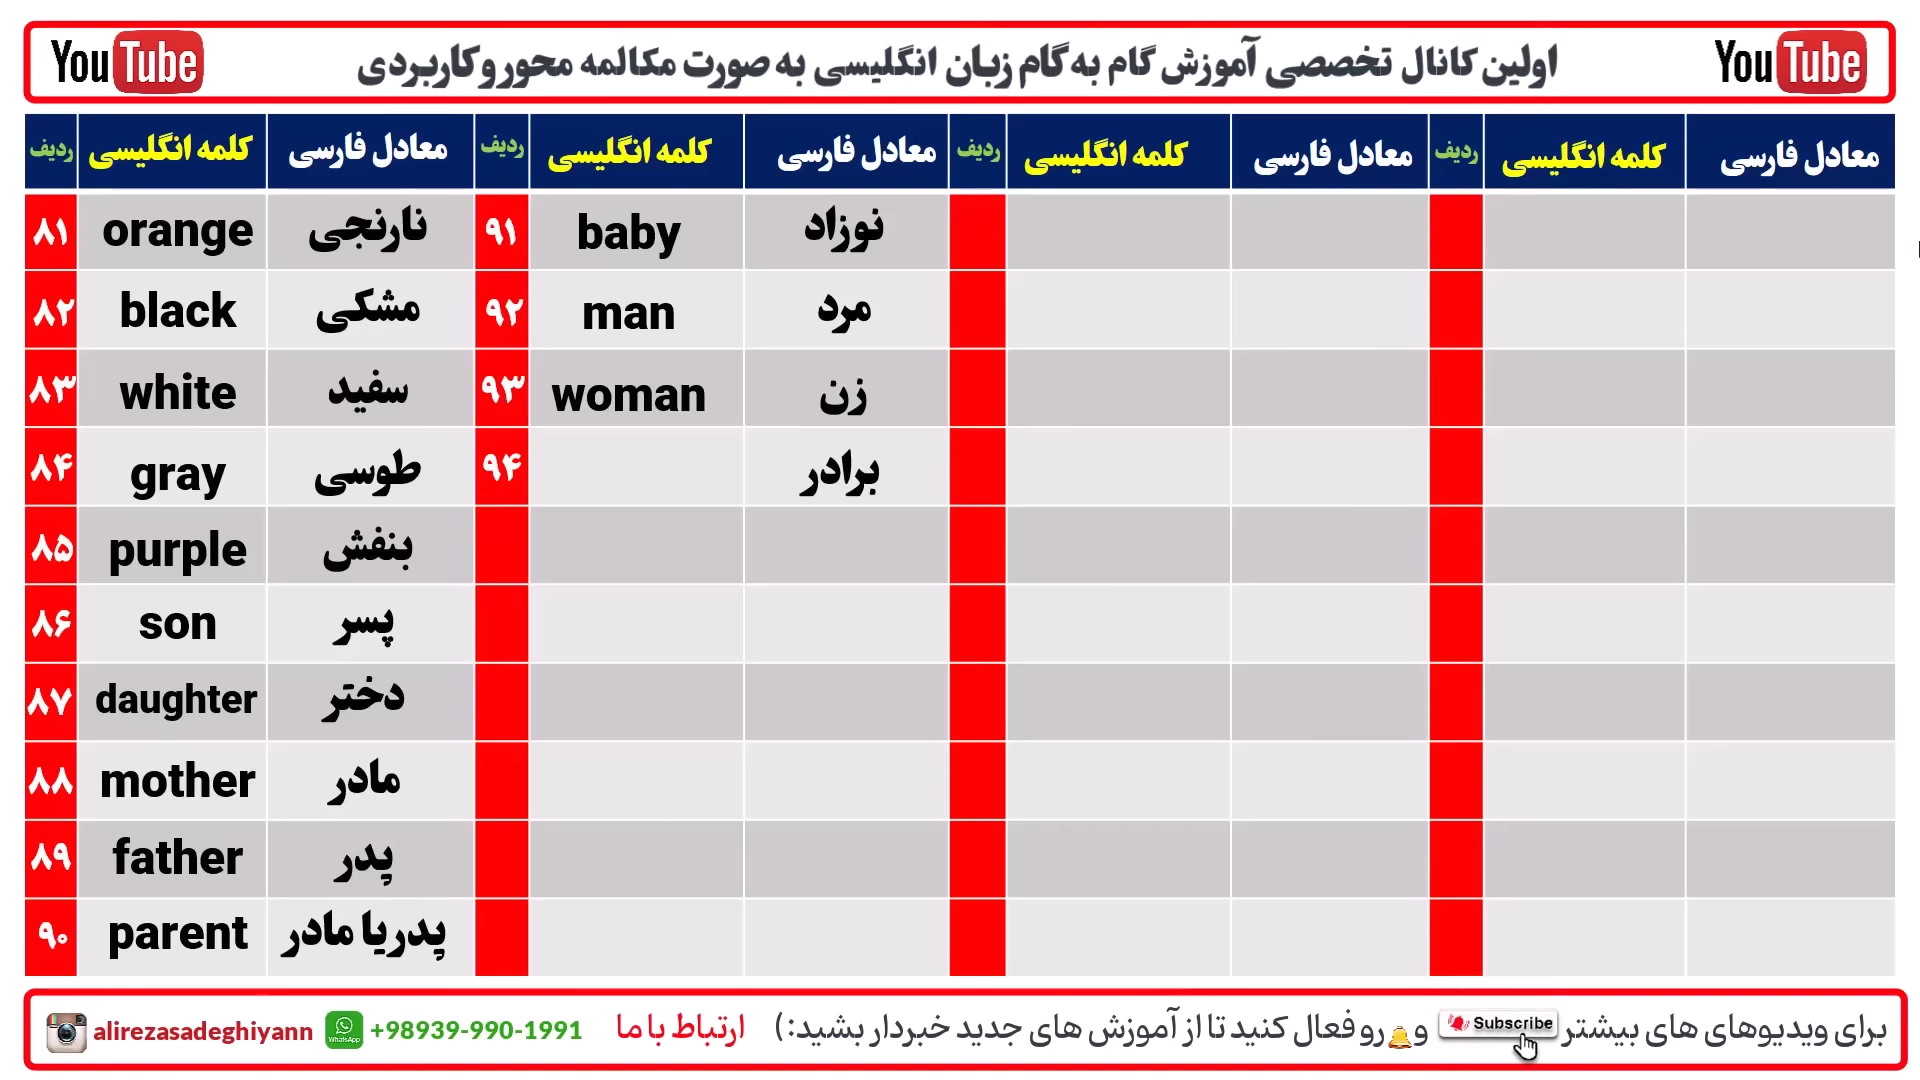 YouTube اولین کانال تخصصی آموزش گام به گام زبان انگلیسی به صورت مکالمه محور و کاربردی YouTube
ردیف کلمه انگلیسی معادل فارسی ردیف کلمه انگلیسی معادل فارسی ردیف کلمه انگلیسی معادل فارسی ردیف کلمه انگلیسی معادل فارسی
۸۱ orange نارنجی ۹۱ baby نوزاد
۸۲ black مشکی ۹۲ man مرد
۸۳ white سفید ۹۳ woman زن
۸۴ gray طوسی ۹۴ برادر
۸۵ purple بنفش
۸۶ son پسر
۸۷ daughter دختر
۸۸ mother مادر
۸۹ father پدر
۹۰ parent پدر یا مادر
برای ویدیوهای های بیشتر Subscribe و رو فعال کنید تا از آموزش های جدید خبردار بشید:) ارتباط با ما +98939-990-1991 WhatsApp alirezasadeghiyann